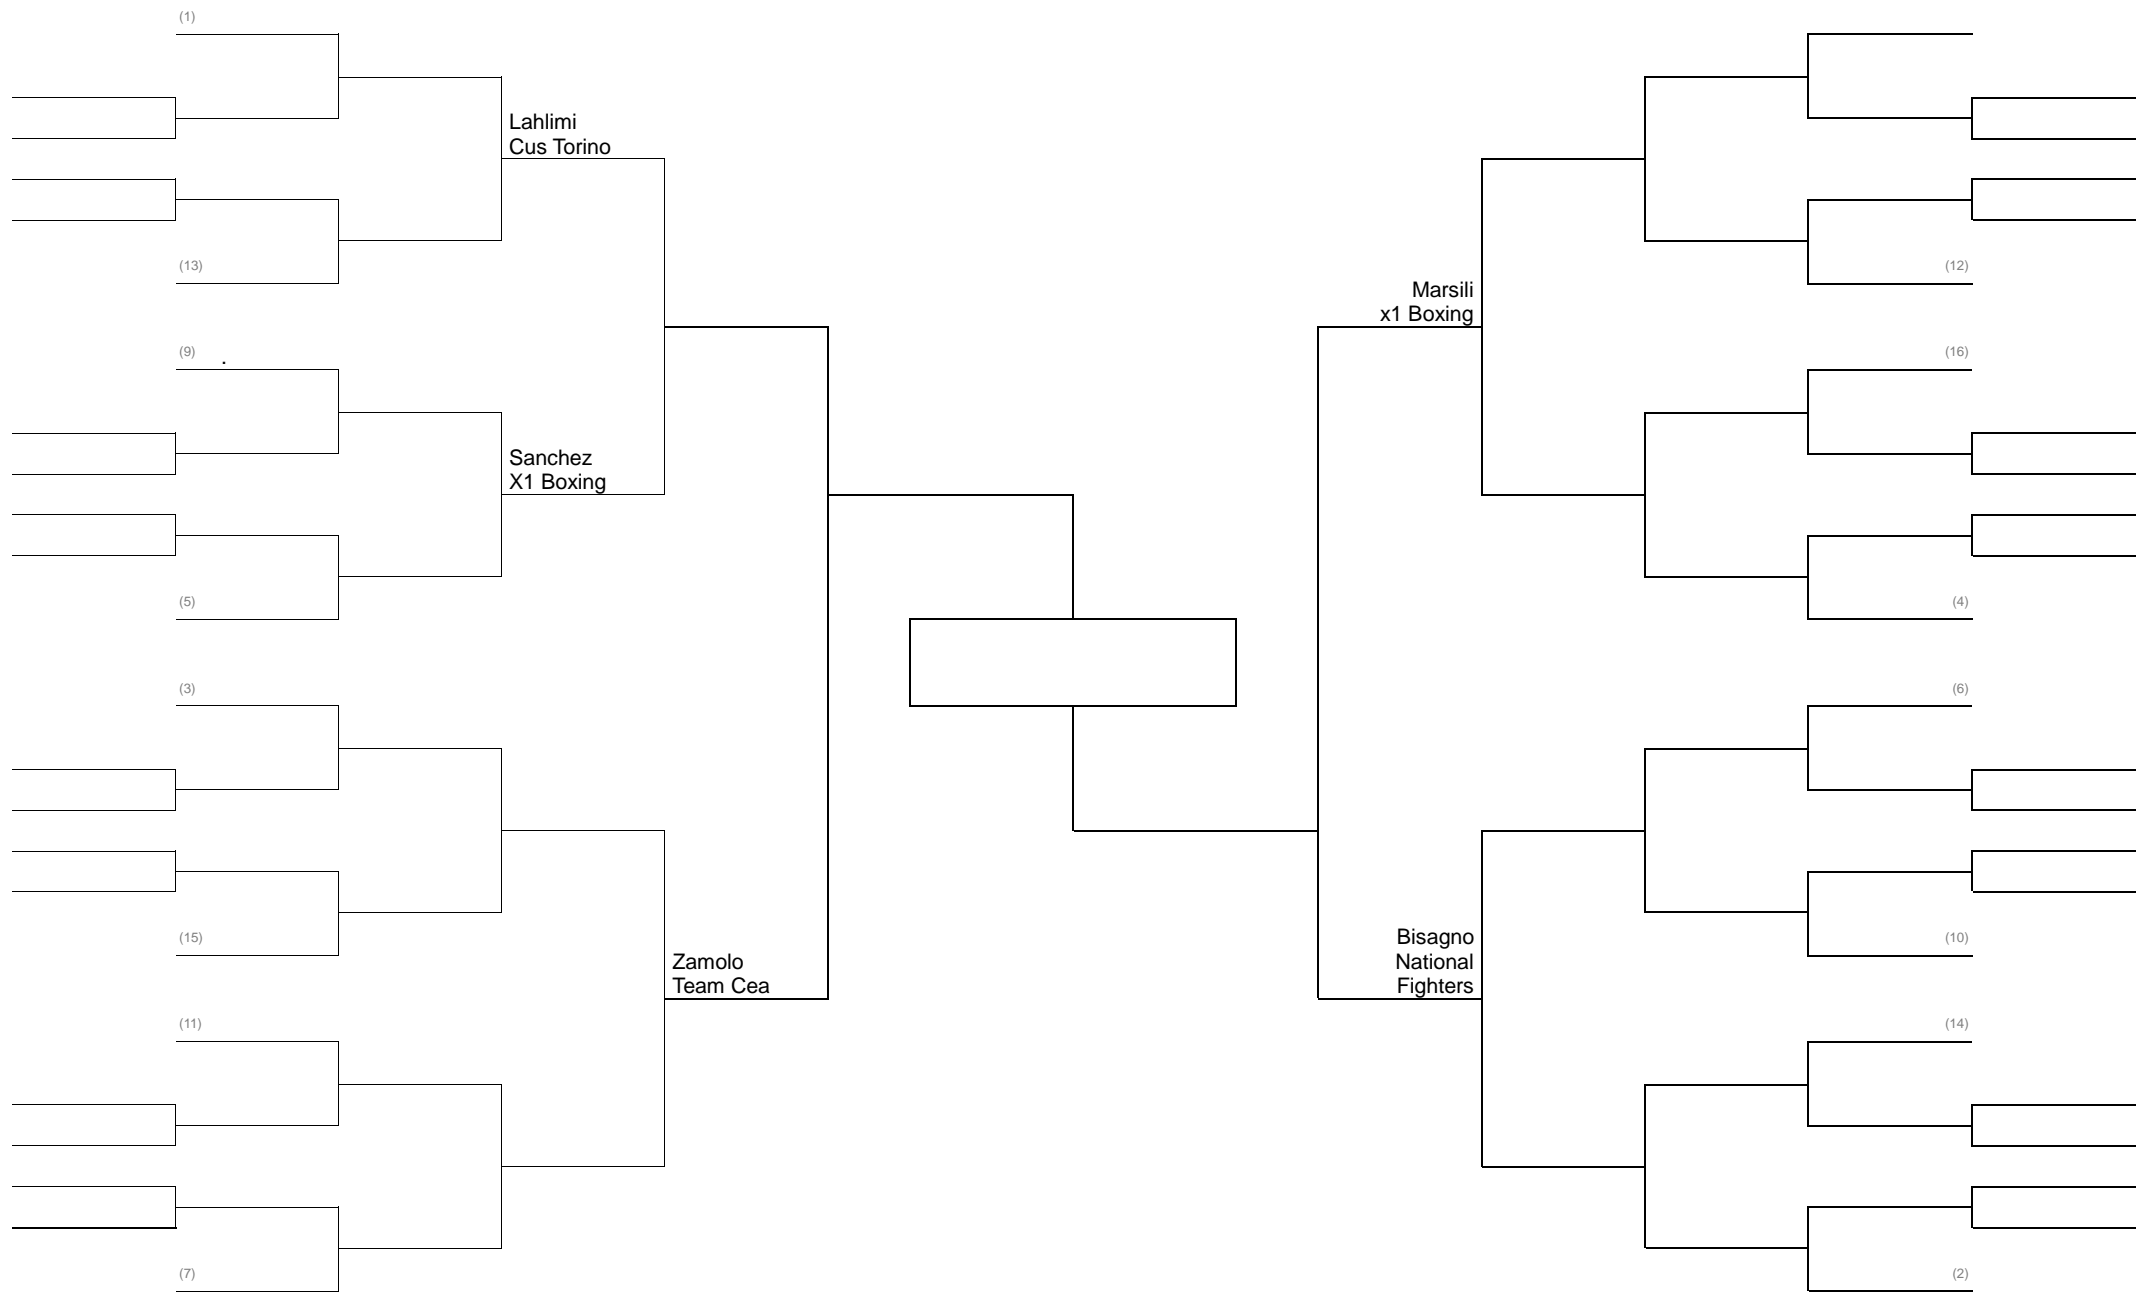 (1)
Lahlimi
Cus Torino
(13)
(12)
Marsili
x1 Boxing
(9)
.
(16)
Sanchez
X1 Boxing
(5)
(4)
(3)
(6)
(15)
(10)
Bisagno
National
Fighters
Zamolo
Team Cea
(11)
(14)
(7)
(2)